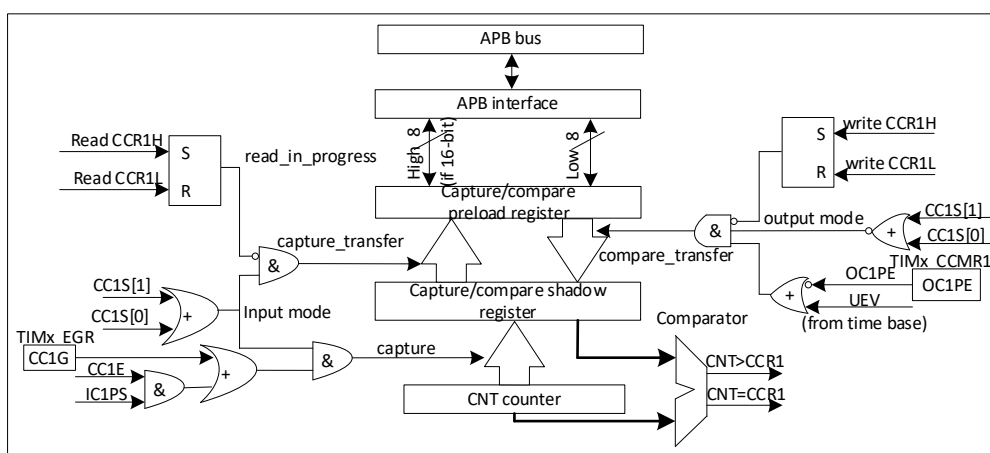 APB bus
APB interface
High 8
(if 16-bit)
Low 8
Read CCR1H
Read CCR1L
S
R
read_in_progress
write CCR1H
write CCR1L
S
R
Capture/compare
preload register
capture_transfer
&
compare_transfer
&
output mode
+
CC1S[1]
CC1S[0]
TIMx_CCMR1
OC1PE
OC1PE
+
UEV
(from time base)
CC1S[1]
CC1S[0]
+
Input mode
Capture/compare shadow
register
TIMx_EGR
CC1G
CC1E
IC1PS
&
+
&
capture
Comparator
CNT>CCR1
CNT=CCR1
CNT counter